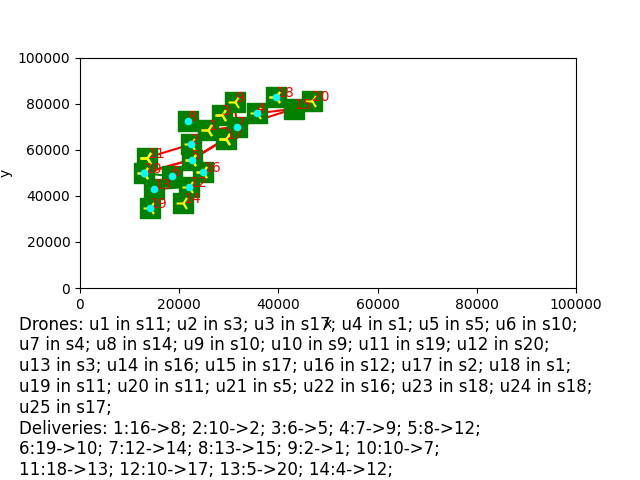 100000
80000
60000
40000
20000
0
y
0 20000 40000 60000 80000 100000
x
Drones: u1 in s11; u2 in s3; u3 in s17; u4 in s1; u5 in s5; u6 in s10;
u7 in s4; u8 in s14; u9 in s10; u10 in s9; u11 in s19; u12 in s20;
u13 in s3; u14 in s16; u15 in s17; u16 in s12; u17 in s2; u18 in s1;
u19 in s11; u20 in s11; u21 in s5; u22 in s16; u23 in s18; u24 in s18;
u25 in s17;
Deliveries: 1:16->8; 2:10->2; 3:6->5; 4:7->9; 5:8->12;
6:19->10; 7:12->14; 8:13->15; 9:2->1; 10:10->7;
11:18->13; 12:10->17; 13:5->20; 14:4->12;